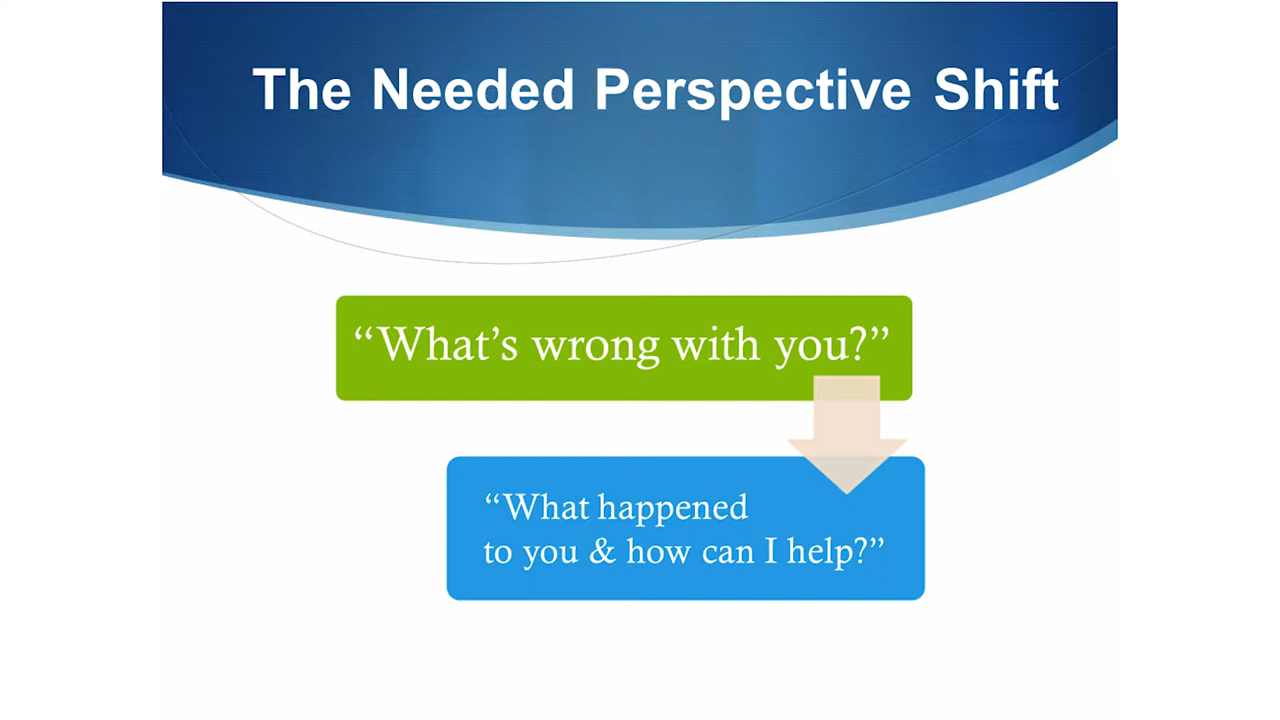 The Needed Perspective Shift
“What’s wrong with you?”
“What happened
to you & how can I help?”